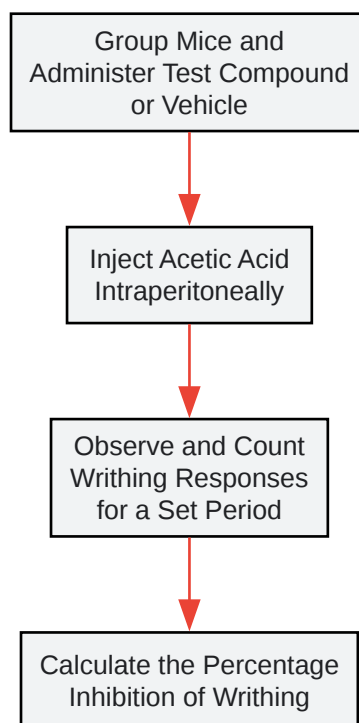 Group Mice and
Administer Test Compound
or Vehicle
Inject Acetic Acid
Intraperitoneally
Observe and Count
Writhing Responses
for a Set Period
Calculate the Percentage
Inhibition of Writhing